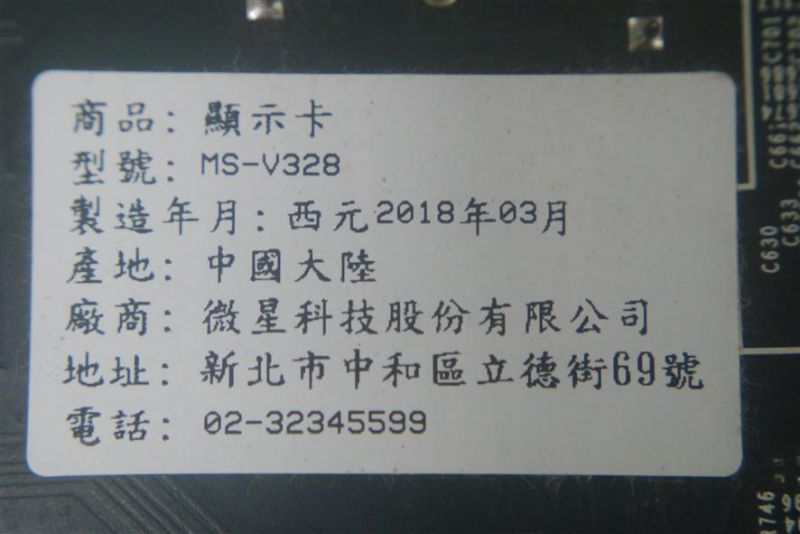 商品：顯示卡
型號：MS-V328
製造年月：西元2018年03月
產地：中國大陸
廠商：微星科技股份有限公司
地址：新北市中和區立德街69號
電話：02-32345599
C630
C633